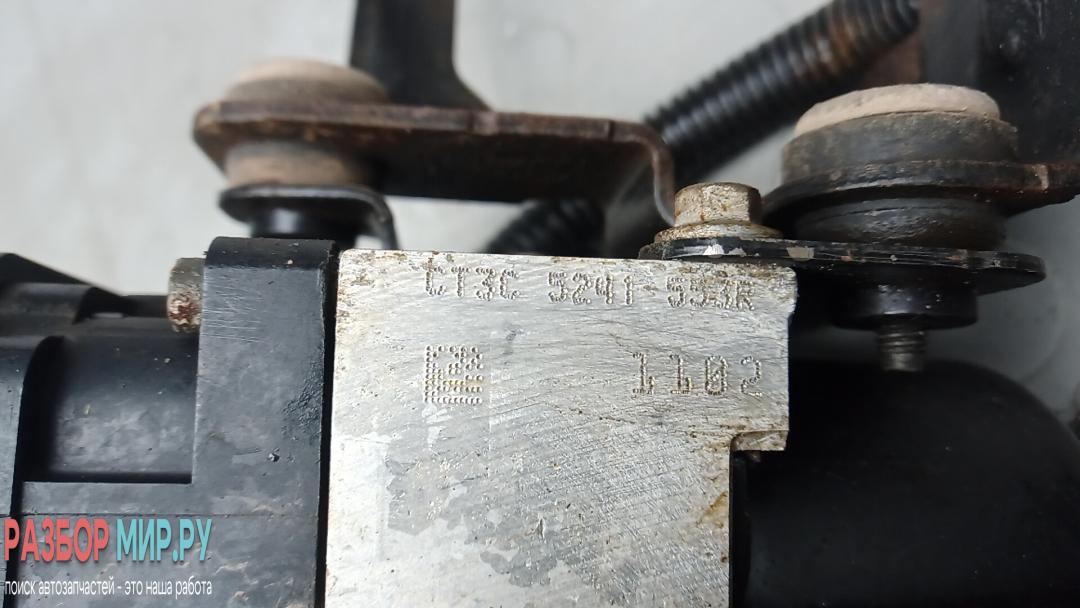 CT3C 5241-553R
1102
РАЗБОР МИР.РУ
поиск автозапчастей - это наша работа